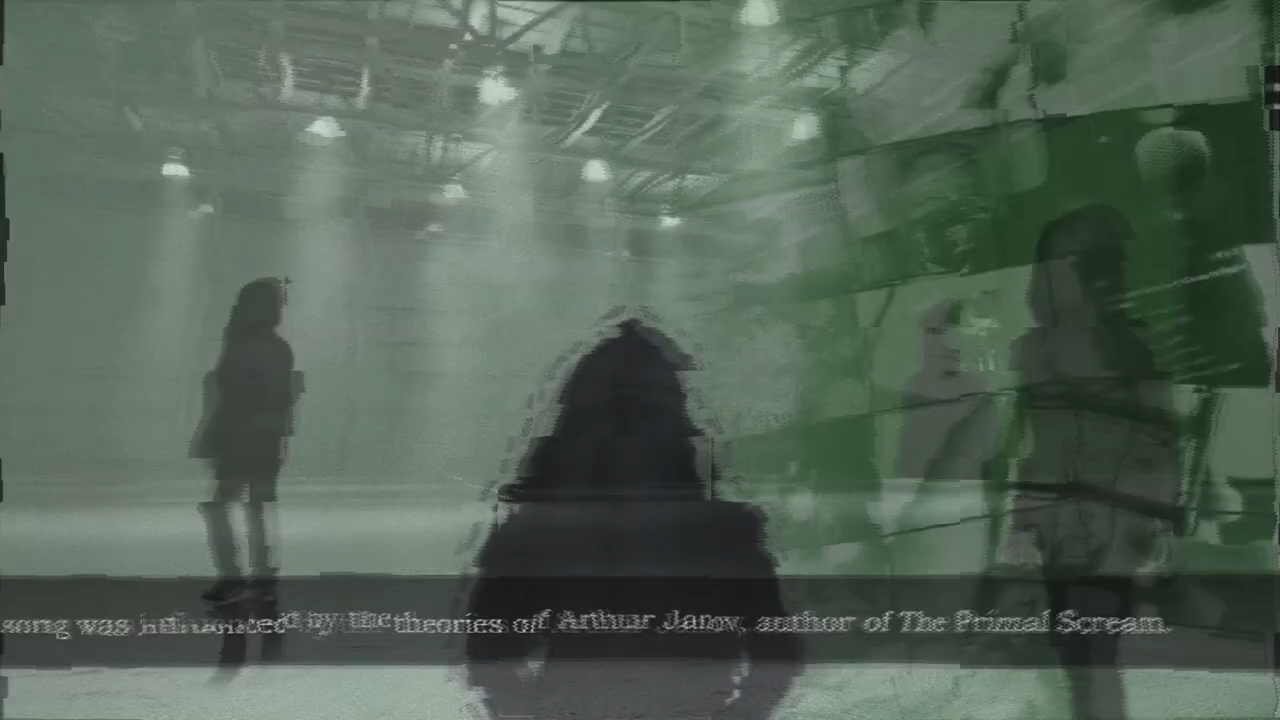 song was influenced by the theories of Arthur Janov, author of The Primal Scream.